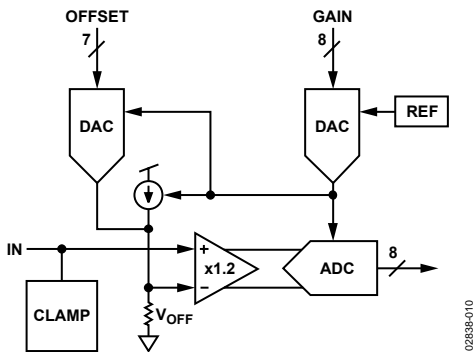 OFFSET GAIN
7 8
DAC DAC REF
IN + x1.2 − ADC 8
CLAMP VOFF
02838-010